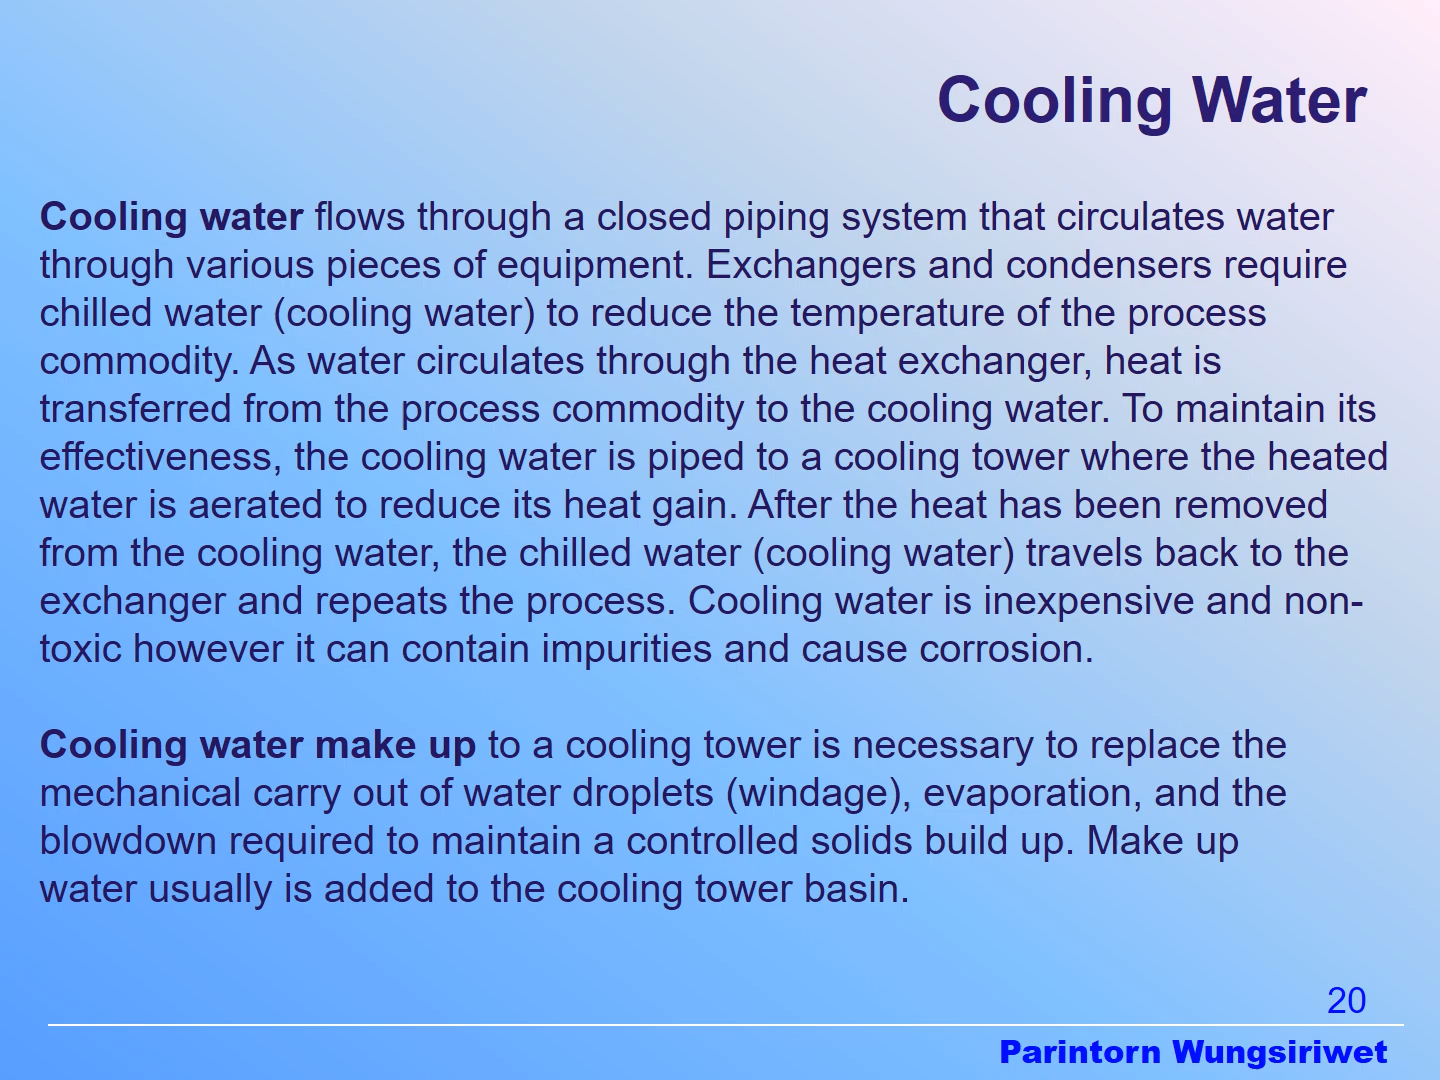 Cooling Water
Cooling water flows through a closed piping system that circulates water
through various pieces of equipment. Exchangers and condensers require
chilled water (cooling water) to reduce the temperature of the process
commodity. As water circulates through the heat exchanger, heat is
transferred from the process commodity to the cooling water. To maintain its
effectiveness, the cooling water is piped to a cooling tower where the heated
water is aerated to reduce its heat gain. After the heat has been removed
from the cooling water, the chilled water (cooling water) travels back to the
exchanger and repeats the process. Cooling water is inexpensive and non-
toxic however it can contain impurities and cause corrosion.
Cooling water make up to a cooling tower is necessary to replace the
mechanical carry out of water droplets (windage), evaporation, and the
blowdown required to maintain a controlled solids build up. Make up
water usually is added to the cooling tower basin.
20
Parintorn Wungsiriwet